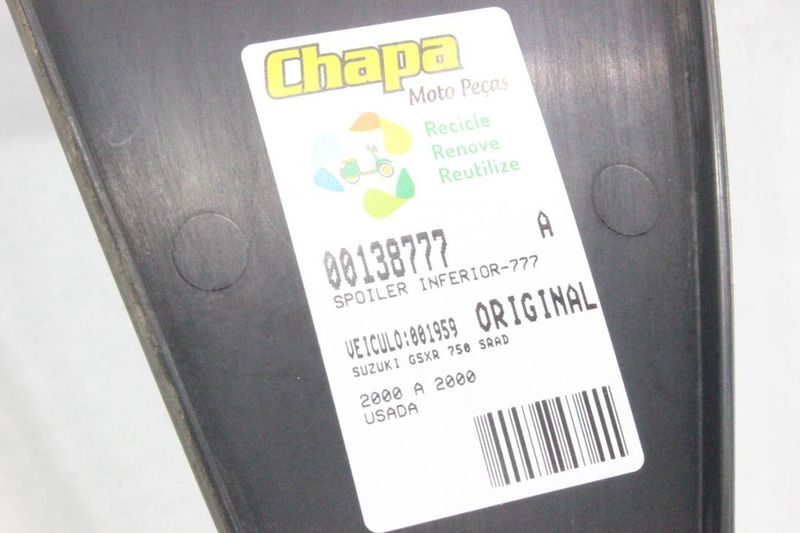 Chapa
Moto Peças
Recicle
Renove
Reutilize
00138777 A
SPOILER INFERIOR-777
VEICULO:001959 ORIGINAL
SUZUKI GSXR 750 SRAD
2000 A 2000
USADA